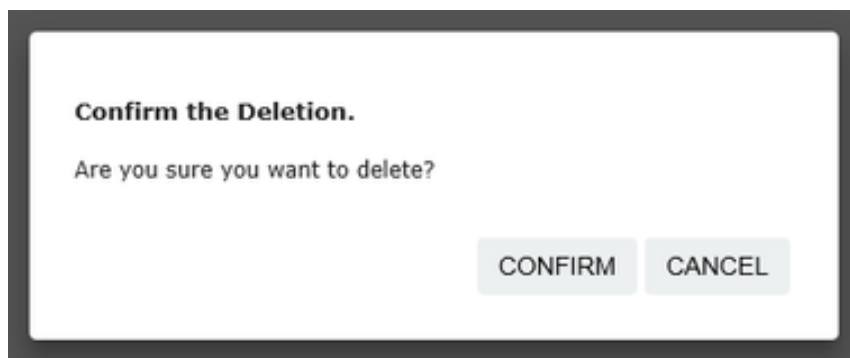 Confirm the Deletion.
Are you sure you want to delete?
CONFIRM CANCEL